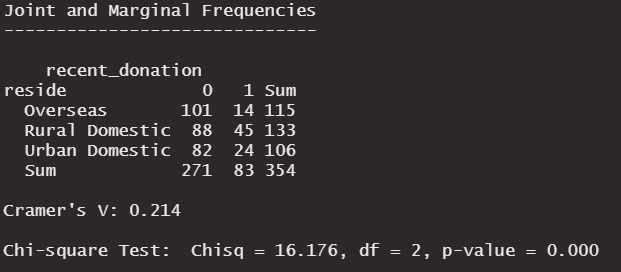 Joint and Marginal Frequencies
------------------------------
recent_donation
reside 0 1 Sum
Overseas 101 14 115
Rural Domestic 88 45 133
Urban Domestic 82 24 106
Sum 271 83 354
Cramer's V: 0.214
Chi-square Test: Chisq = 16.176, df = 2, p-value = 0.000